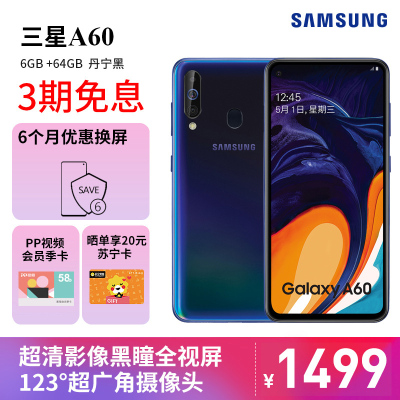 SAMSUNG
三星A60
6GB +64GB 丹宁黑
3期免息
6个月优惠换屏
SAVE
6
PP视频
会员季卡
58
晒单享20元
苏宁卡
SAMSUNG
12:45
5月1日, 星期三
Galaxy A60
超清影像黑瞳全视屏
123°超广角摄像头
¥1499